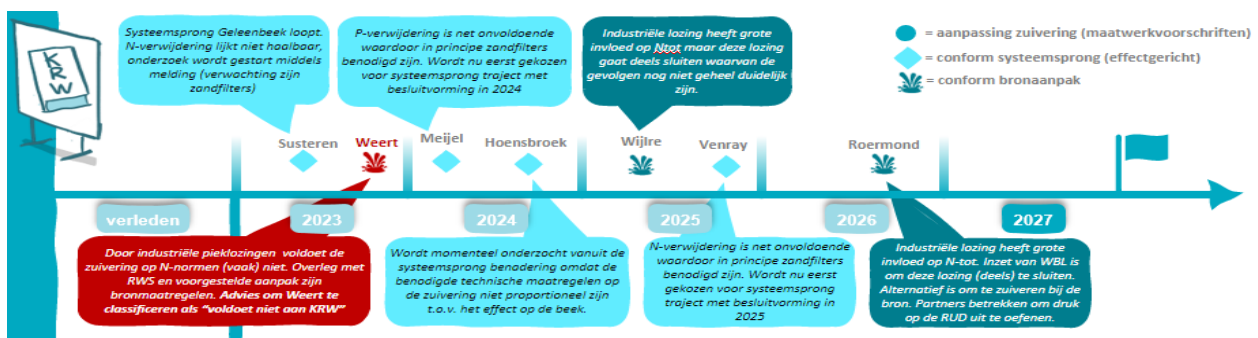 KRW
Systeemsprong Geleenbeek loopt.
N-verwijdering lijkt niet haalbaar,
onderzoek wordt gestart middels
melding (verwachting zijn
zandfilters)
P-verwijdering is net onvoldoende
waardoor in principe zandfilters
benodigd zijn. Wordt nu eerst
gekozen voor systeemsprong
traject met
besluitvorming in 2024
Industriële lozing heeft grote
invloed op Ntot maar deze lozing
gaat deels sluiten waarvan de
gevolgen nog niet geheel duidelijk
zijn.
= aanpassing zuivering (maatwerkvoorschriften)
= conform systeemsprong (effectgericht)
= conform bronaanpak
Susteren
Weert
Meijel
Hoensbroek
Wijlre
Venray
Roermond
verleden
2023
2024
2025
2026
2027
Door industriële pieklozingen voldoet de
zuivering op N-normen (vaak) niet. Overleg met
RWS en voorgestelde aanpak zijn
bronmaatregelen. Advies om Weert te
classificeren als "voldoet niet aan KRW"
Wordt momenteel onderzocht vanuit de
systeemsprong benadering omdat de
benodigde technische maatregelen op
de zuivering niet proportioneel zijn
t.o.v. het effect op de beek.
N-verwijdering is net onvoldoende
waardoor in principe zandfilters
benodigd zijn. Wordt nu eerst
gekozen voor systeemsprong
traject met besluitvorming in
2025
Industriële lozing heeft grote
invloed op N-tot. Inzet van WBL is
om deze lozing (deels) te sluiten.
Alternatief is om te zuiveren bij de
bron. Partners betrekken om druk
op de RUD uit te oefenen.